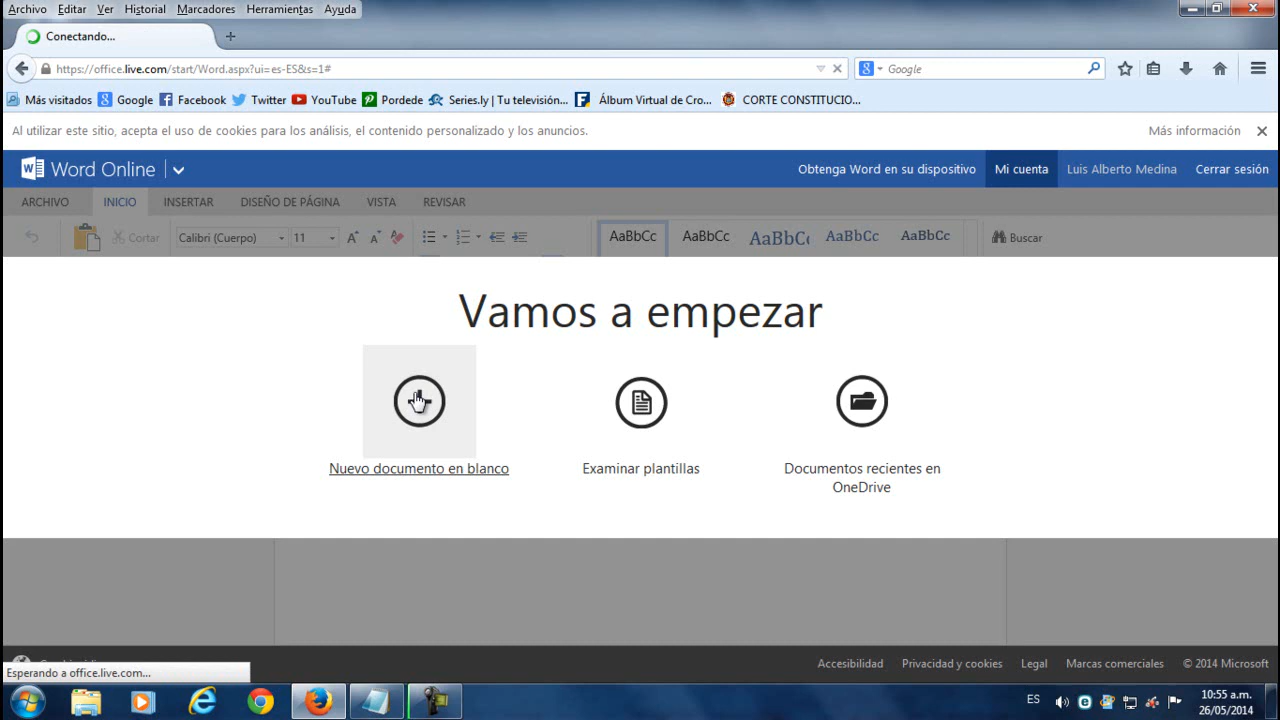 Archivo Editar Ver Historial Marcadores Herramientas Ayuda
Conectando...
https://office.live.com/start/Word.aspx?ui=es-ES&s=1#
Google
Más visitados Google Facebook Twitter YouTube Pordede Series.ly | Tu televisión... Álbum Virtual de Cro... CORTE CONSTITUCIO...
Al utilizar este sitio, acepta el uso de cookies para los análisis, el contenido personalizado y los anuncios. Más información
Word Online Obtenga Word en su dispositivo Mi cuenta Luis Alberto Medina Cerrar sesión
ARCHIVO INICIO INSERTAR DISEÑO DE PÁGINA VISTA REVISAR
Cortar Calibri (Cuerpo) 11 AaBbCc AaBbCc AaBbCc AaBbCc AaBbCc Buscar
Vamos a empezar
Nuevo documento en blanco
Examinar plantillas
Documentos recientes en
OneDrive
Accesibilidad Privacidad y cookies Legal Marcas comerciales © 2014 Microsoft
Esperando a office.live.com...
ES 10:55 a.m.
26/05/2014